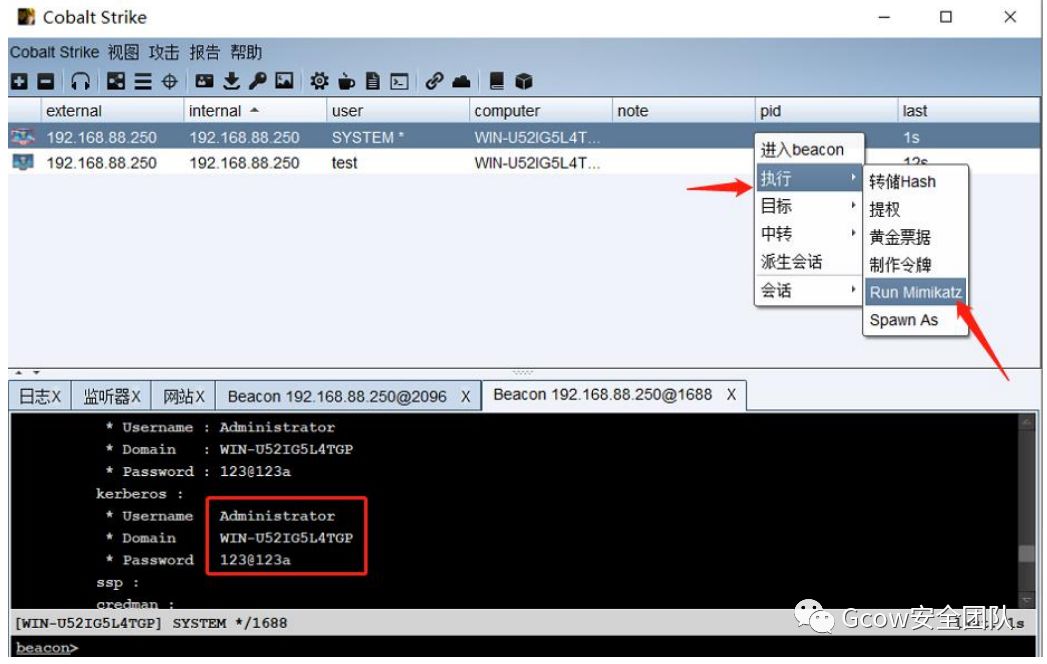 Cobalt Strike
Cobalt Strike 视图 攻击 报告 帮助
external internal user computer note pid last
192.168.88.250 192.168.88.250 SYSTEM * WIN-U52IG5L4T... 1s
192.168.88.250 192.168.88.250 test WIN-U52IG5L4T... 12s
进入beacon
执行
目标
中转
派生会话
会话
转储Hash
提权
黄金票据
制作令牌
Run Mimikatz
Spawn As
日志X 监听器X 网站X Beacon 192.168.88.250@2096 X Beacon 192.168.88.250@1688 X
* Username : Administrator
* Domain : WIN-U52IG5L4TGP
* Password : 123@123a
kerberos :
* Username Administrator
* Domain WIN-U52IG5L4TGP
* Password 123@123a
ssp :
credman :
[WIN-U52IG5L4TGP] SYSTEM */1688
Gcow安全团队
beacon>